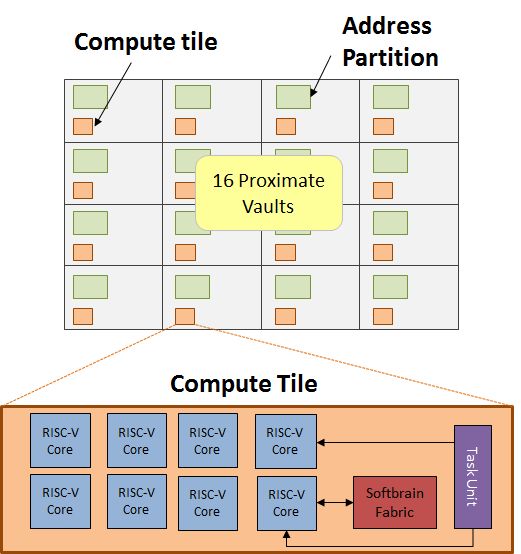 Compute tile
Address
Partition
16 Proximate
Vaults
Compute Tile
RISC-V
Core
RISC-V
Core
RISC-V
Core
RISC-V
Core
RISC-V
Core
RISC-V
Core
RISC-V
Core
RISC-V
Core
Softbrain
Fabric
Task Unit